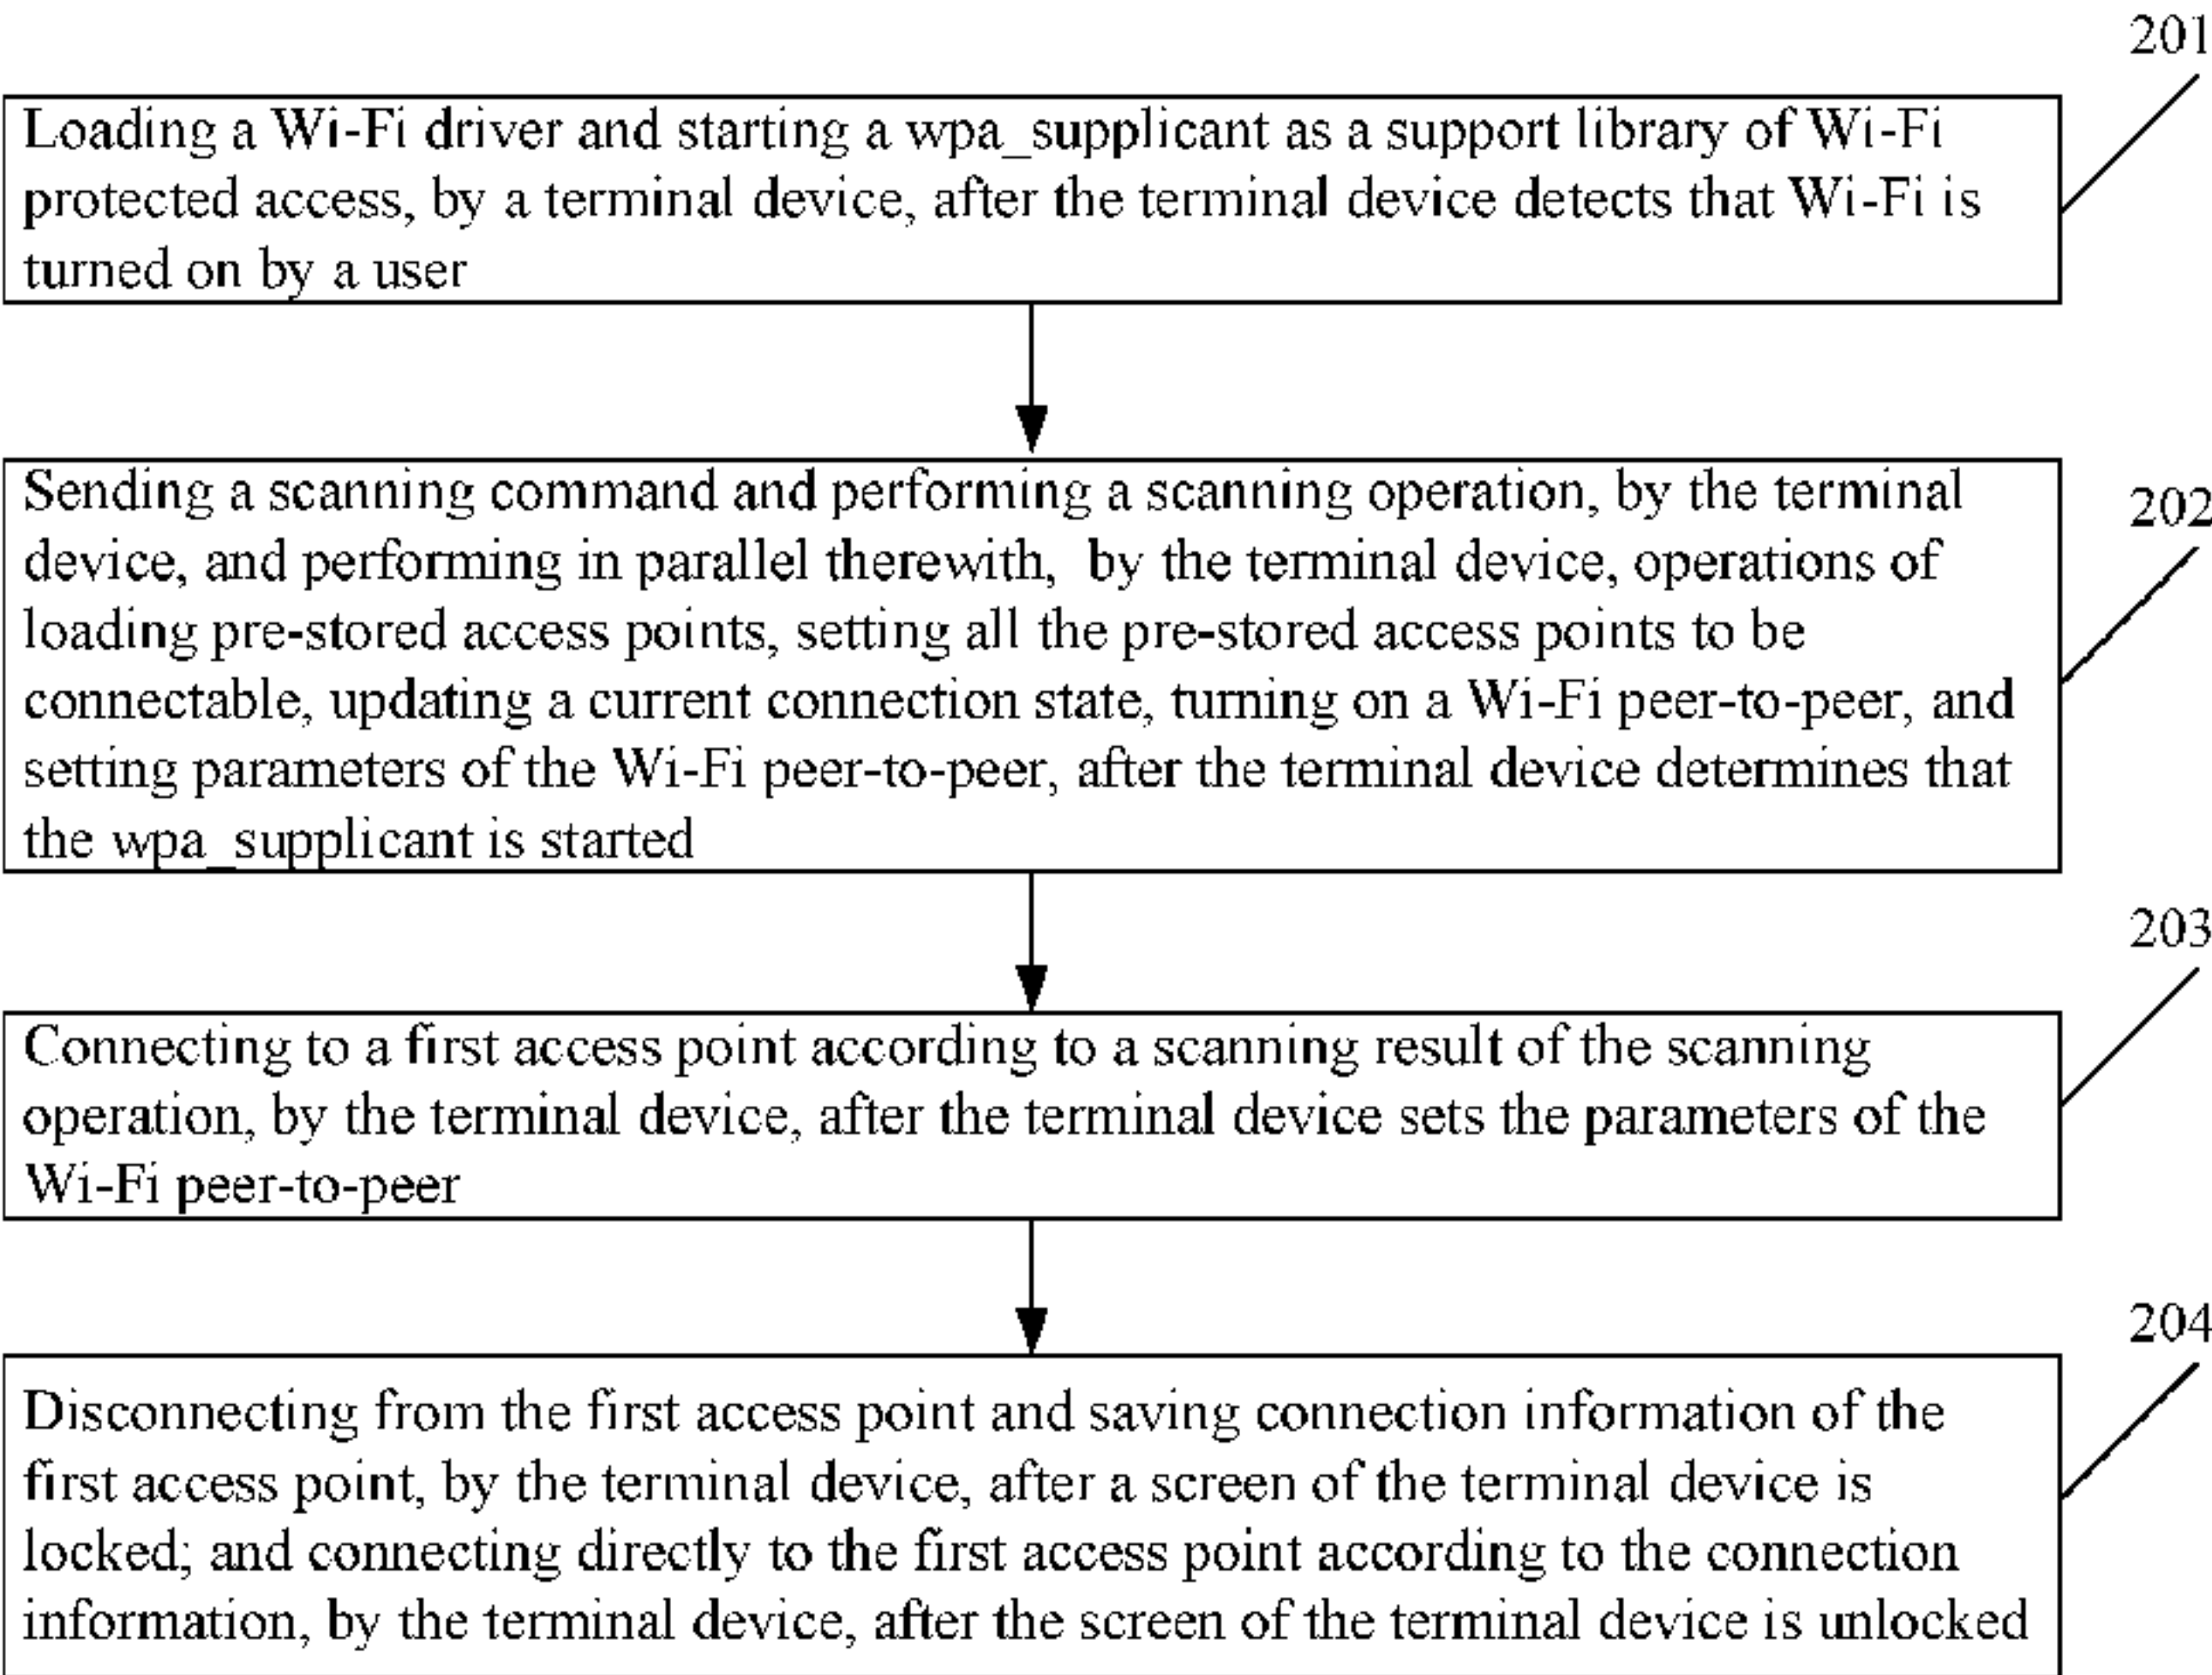 201
Loading a Wi-Fi driver and starting a wpa_supplicant as a support library of Wi-Fi
protected access, by a terminal device, after the terminal device detects that Wi-Fi is
turned on by a user
202
Sending a scanning command and performing a scanning operation, by the terminal
device, and performing in parallel therewith, by the terminal device, operations of
loading pre-stored access points, setting all the pre-stored access points to be
connectable, updating a current connection state, turning on a Wi-Fi peer-to-peer, and
setting parameters of the Wi-Fi peer-to-peer, after the terminal device determines that
the wpa_supplicant is started
203
Connecting to a first access point according to a scanning result of the scanning
operation, by the terminal device, after the terminal device sets the parameters of the
Wi-Fi peer-to-peer
204
Disconnecting from the first access point and saving connection information of the
first access point, by the terminal device, after a screen of the terminal device is
locked; and connecting directly to the first access point according to the connection
information, by the terminal device, after the screen of the terminal device is unlocked